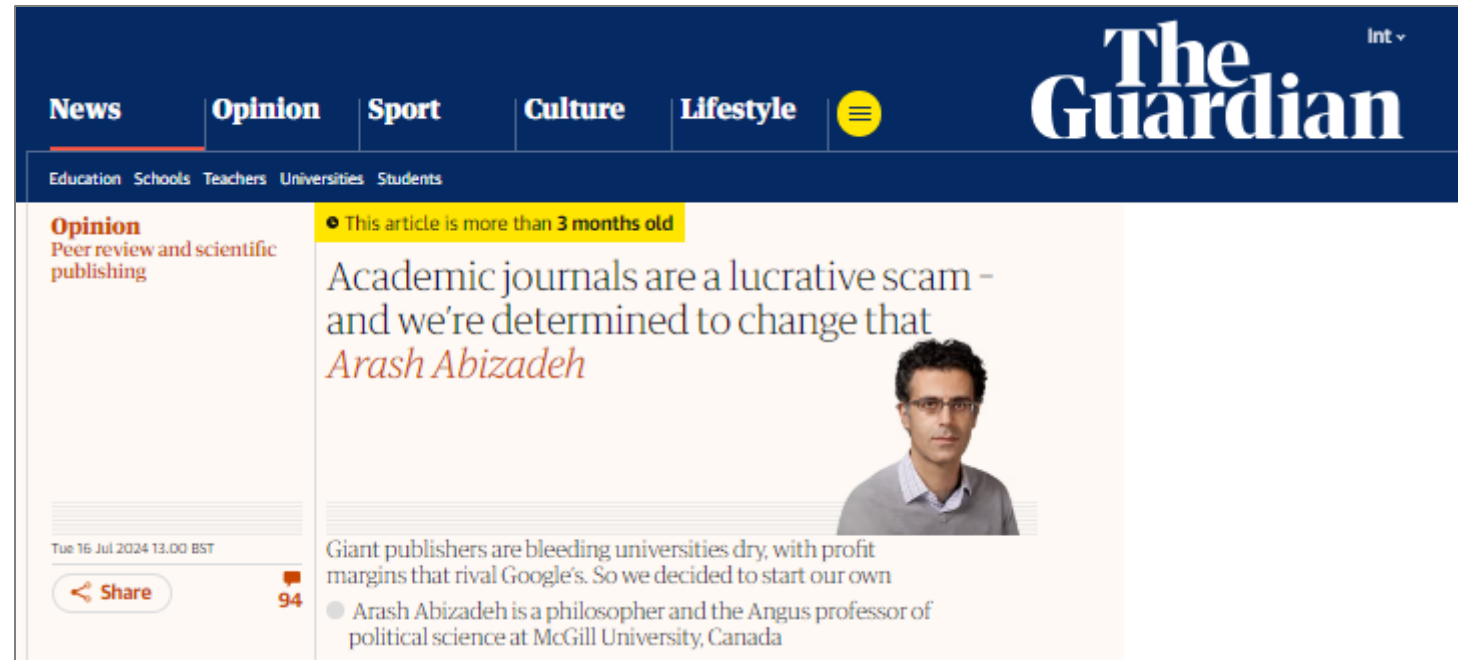 The
Guardian
Int
News
Opinion
Sport
Culture
Lifestyle
Education Schools Teachers Universities Students
Opinion
Peer review and scientific
publishing
This article is more than 3 months old
Academic journals are a lucrative scam –
and we're determined to change that
Arash Abizadeh
Tue 16 Jul 2024 13.00 BST
Share
94
Giant publishers are bleeding universities dry, with profit
margins that rival Google's. So we decided to start our own
Arash Abizadeh is a philosopher and the Angus professor of
political science at McGill University, Canada